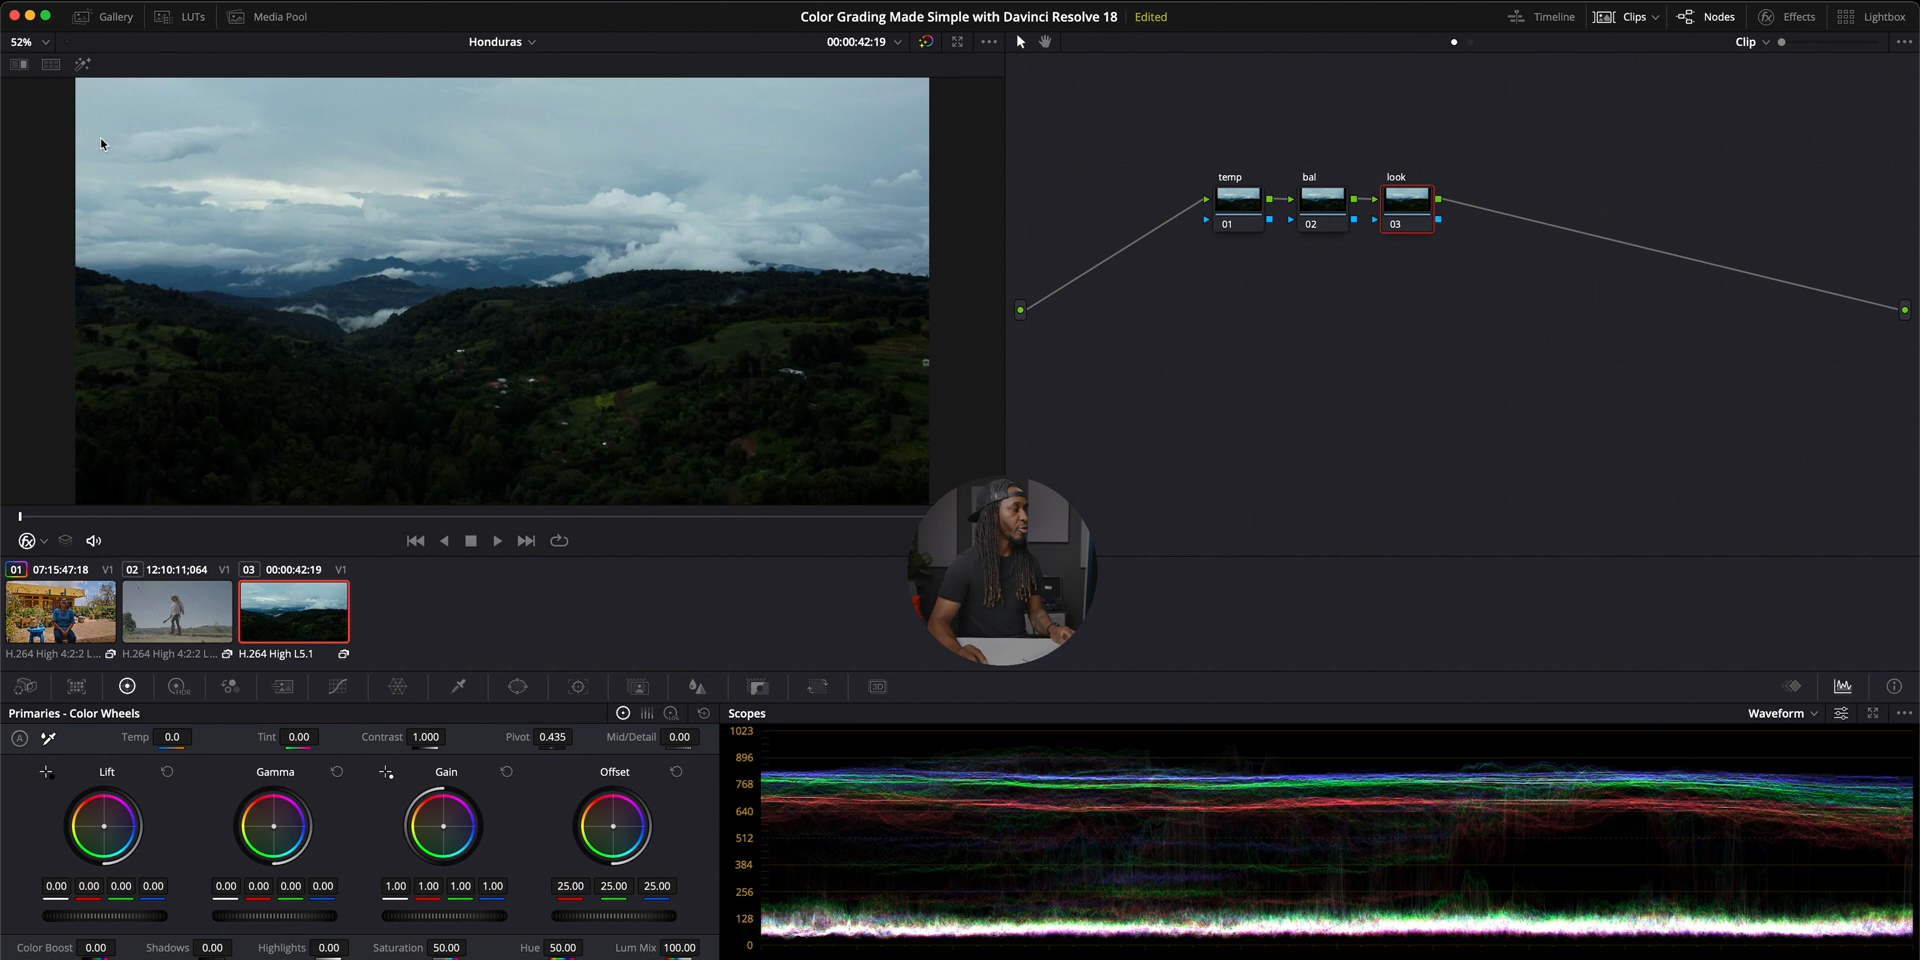 Gallery LUTs Media Pool Color Grading Made Simple with Davinci Resolve 18 Edited Timeline Clips Nodes Effects Lightbox
52% Honduras 00:00:42:19 Clip
temp bal look
01 02 03
01 07:15:47:18 V1 02 12:10:11;064 V1 03 00:00:42:19 V1
H.264 High 4:2:2 L... H.264 High 4:2:2 L... H.264 High L5.1
HDR
LOG
3D
Primaries - Color Wheels Scopes Waveform
A Temp 0.0 Tint 0.00 Contrast 1.000 Pivot 0.435 Mid/Detail 0.00
Lift Gamma Gain Offset
0.00 0.00 0.00 0.00 0.00 0.00 0.00 0.00 1.00 1.00 1.00 1.00 25.00 25.00 25.00
Color Boost 0.00 Shadows 0.00 Highlights 0.00 Saturation 50.00 Hue 50.00 Lum Mix 100.00
1023
896
768
640
512
384
256
128
0